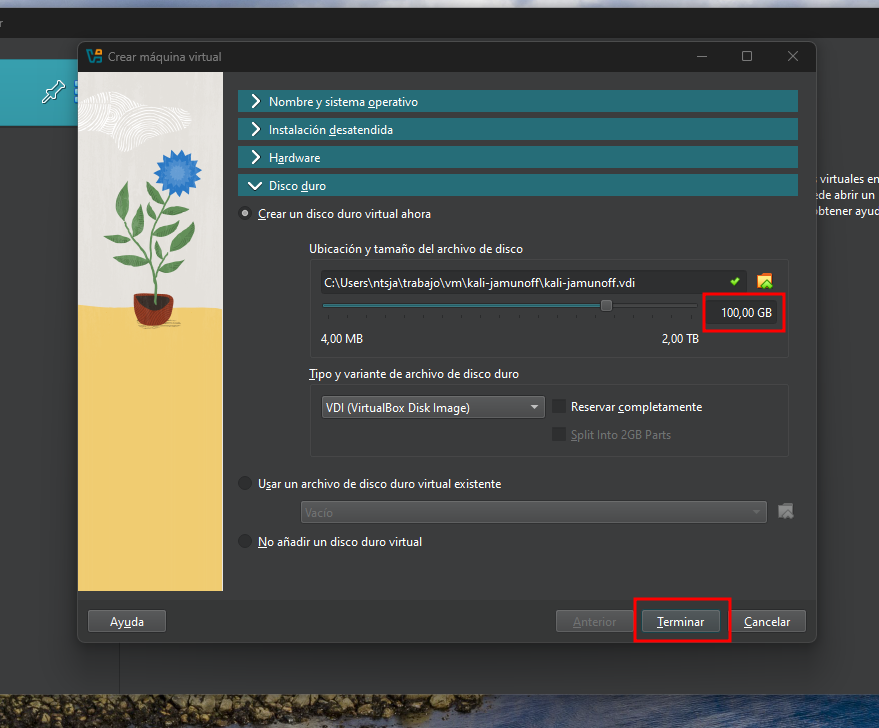 r
Crear máquina virtual
Nombre y sistema operativo
Instalación desatendida
Hardware
Disco duro
virtuales en
ede abrir un
obtener ayud
Crear un disco duro virtual ahora
Ubicación y tamaño del archivo de disco
C:\Users\ntsja\trabajo\vm\kali-jamunoff\kali-jamunoff.vdi
100,00 GB
4,00 MB
2,00 TB
Tipo y variante de archivo de disco duro
VDI (VirtualBox Disk Image)
Reservar completamente
Split Into 2GB Parts
Usar un archivo de disco duro virtual existente
Vacío
No añadir un disco duro virtual
Ayuda
Anterior
Terminar
Cancelar